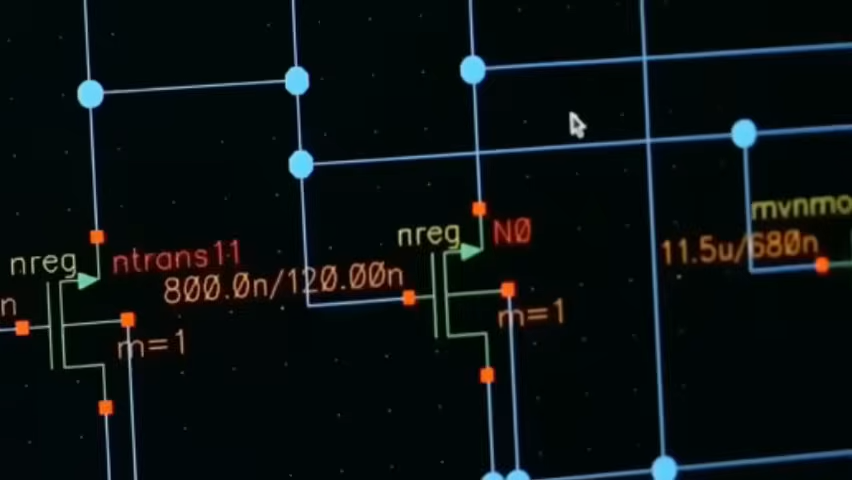 nreg
ntrans11
n
m=1
nreg
N0
800.0n/120.00n
m=1
mvnmo
11.5u/680n